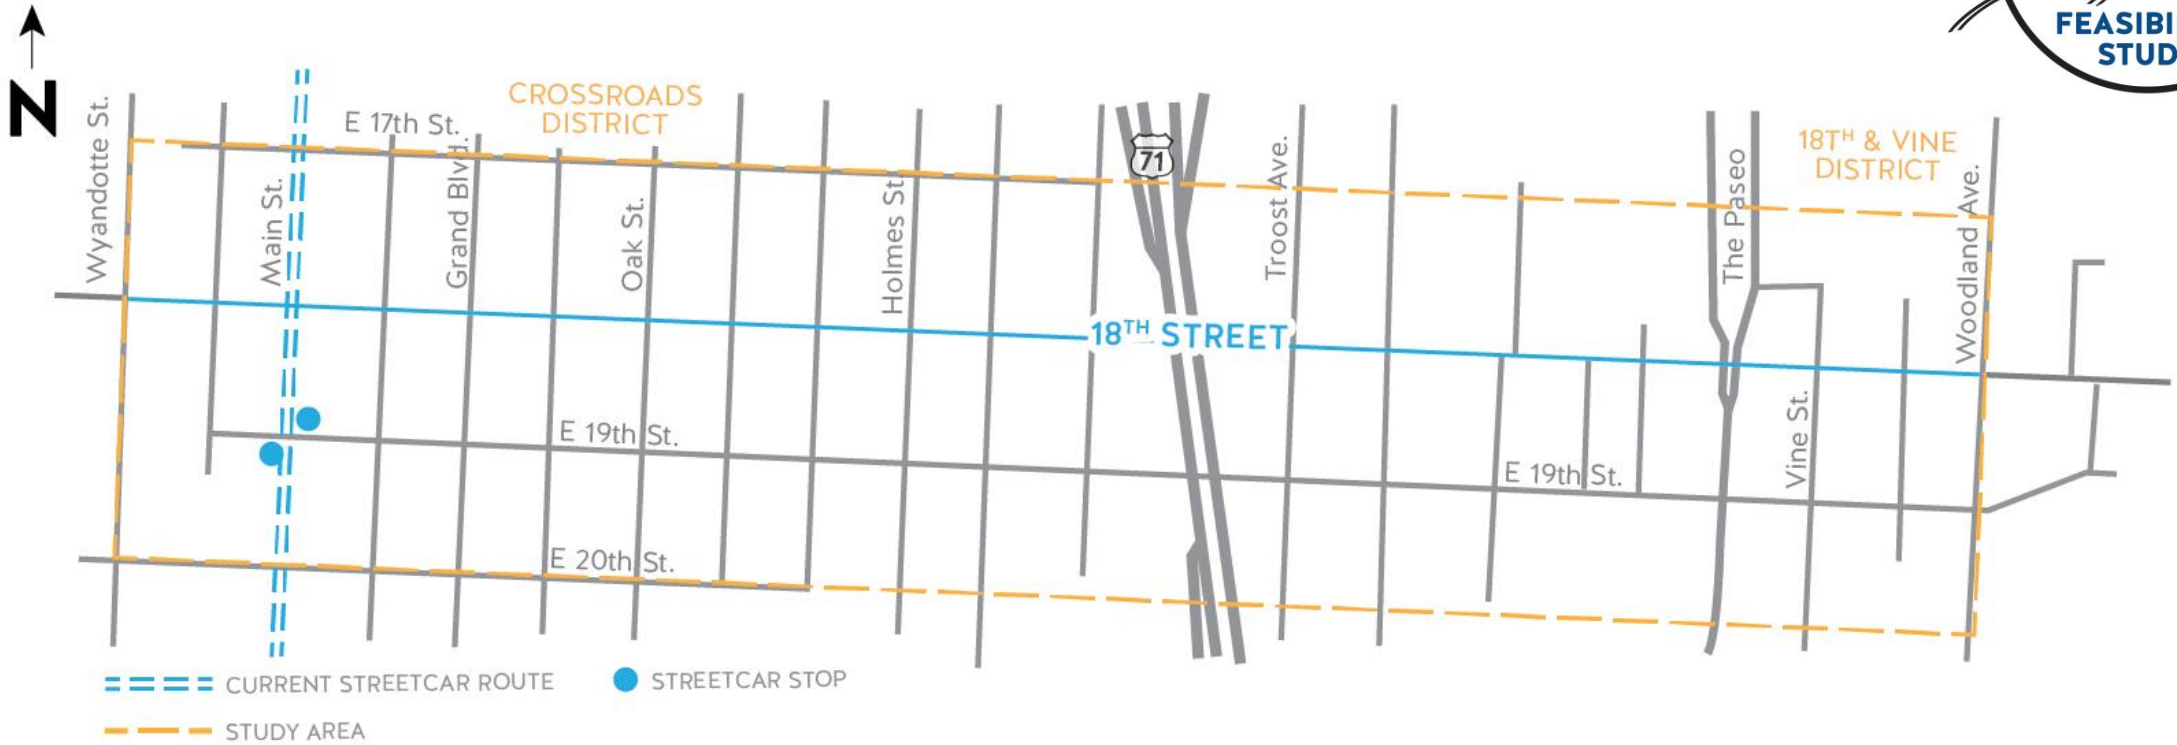 FEASIBI
STUD
N
CROSSROADS
DISTRICT
18TH & VINE
DISTRICT
E 17th St.
71
Wyandotte St.
Main St.
Grand Blvd.
Oak St.
Holmes St.
Troost Ave.
The Paseo
Woodland Ave.
18TH STREET
Vine St.
E 19th St.
E 19th St.
E 20th St.
CURRENT STREETCAR ROUTE
STREETCAR STOP
STUDY AREA